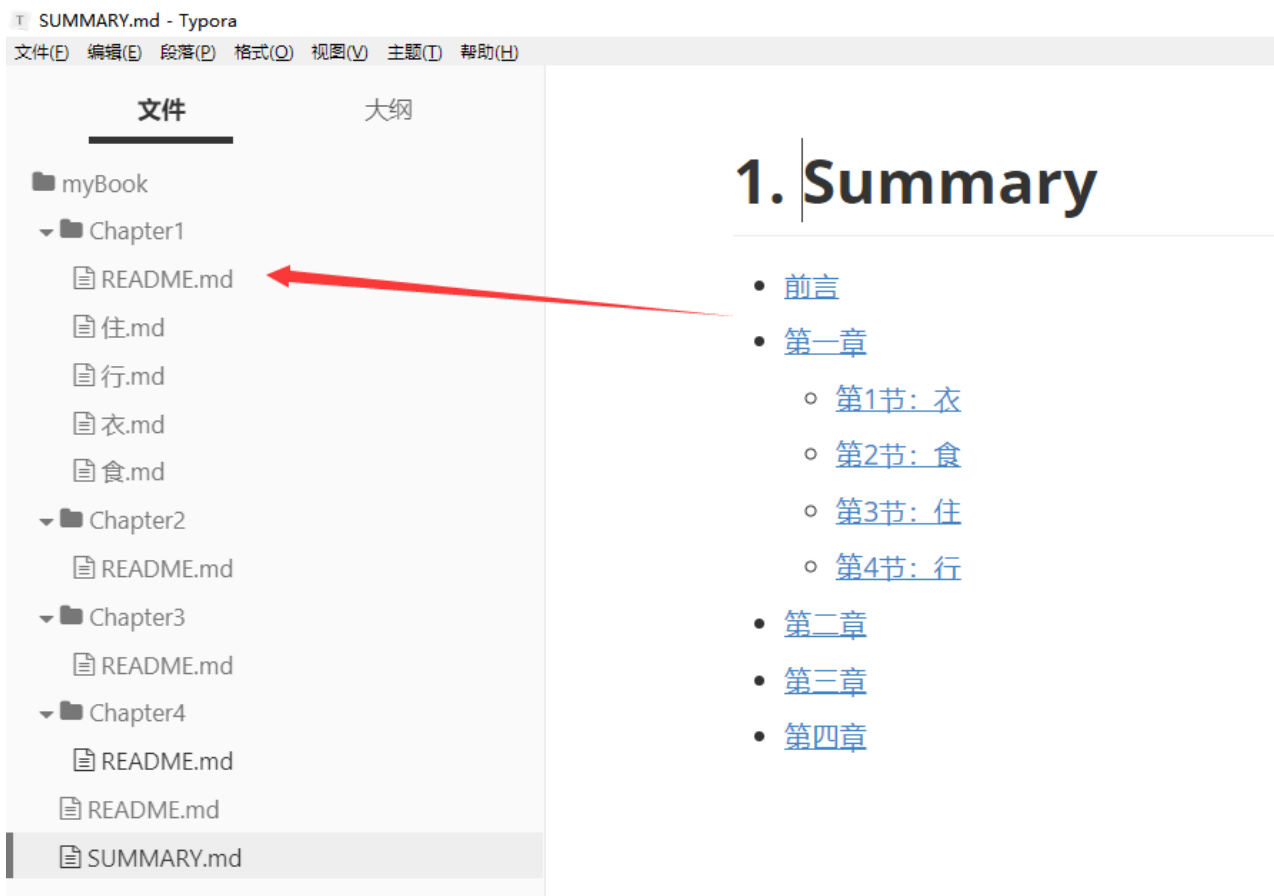 T SUMMARY.md - Typora
文件(F) 编辑(E) 段落(P) 格式(O) 视图(V) 主题(T) 帮助(H)
文件 大纲
myBook
Chapter1
README.md
住.md
行.md
衣.md
食.md
Chapter2
README.md
Chapter3
README.md
Chapter4
README.md
README.md
SUMMARY.md
1. Summary
前言
第一章
第1节：衣
第2节：食
第3节：住
第4节：行
第二章
第三章
第四章